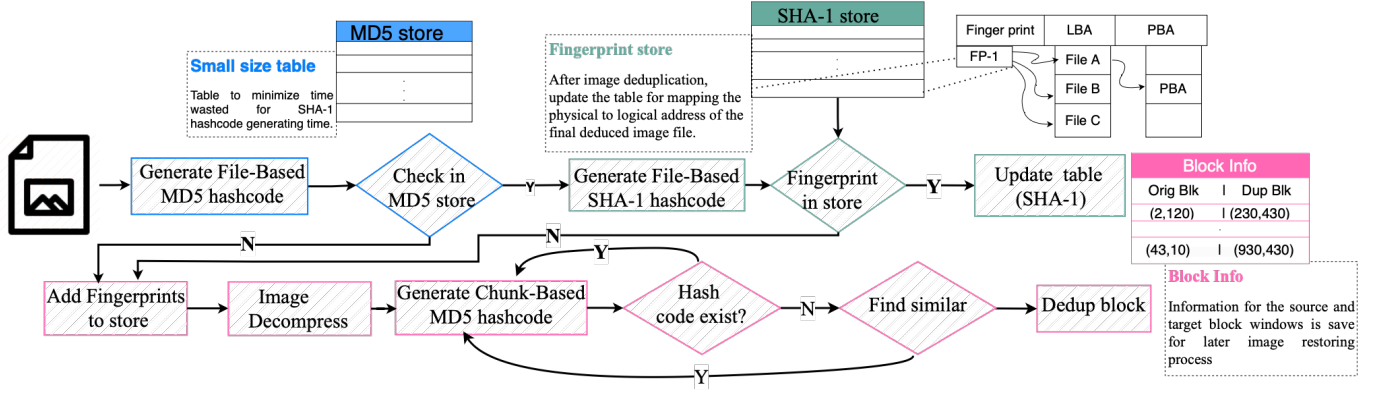 MD5 store
Small size table
Table to minimize time
wasted for SHA-1
hashcode generating time.
Fingerprint store
After image deduplication,
update the table for mapping the
physical to logical address of the
final deduced image file.
SHA-1 store
Finger print LBA PBA
FP-1
File A
File B
File C
PBA
Generate File-Based
MD5 hashcode
Check in
MD5 store
Y
Generate File-Based
SHA-1 hashcode
Fingerprint
in store
Y
Update table
(SHA-1)
N
N
Block Info
Orig Blk | Dup Blk
(2,120) | (230,430)
(43,10) | (930,430)
Block Info
Information for the source and
target block windows is save
for later image restoring
process
Add Fingerprints
to store
Image
Decompress
Generate Chunk-Based
MD5 hashcode
Y
Hash
code exist?
N
Find similar
Dedup block
Y